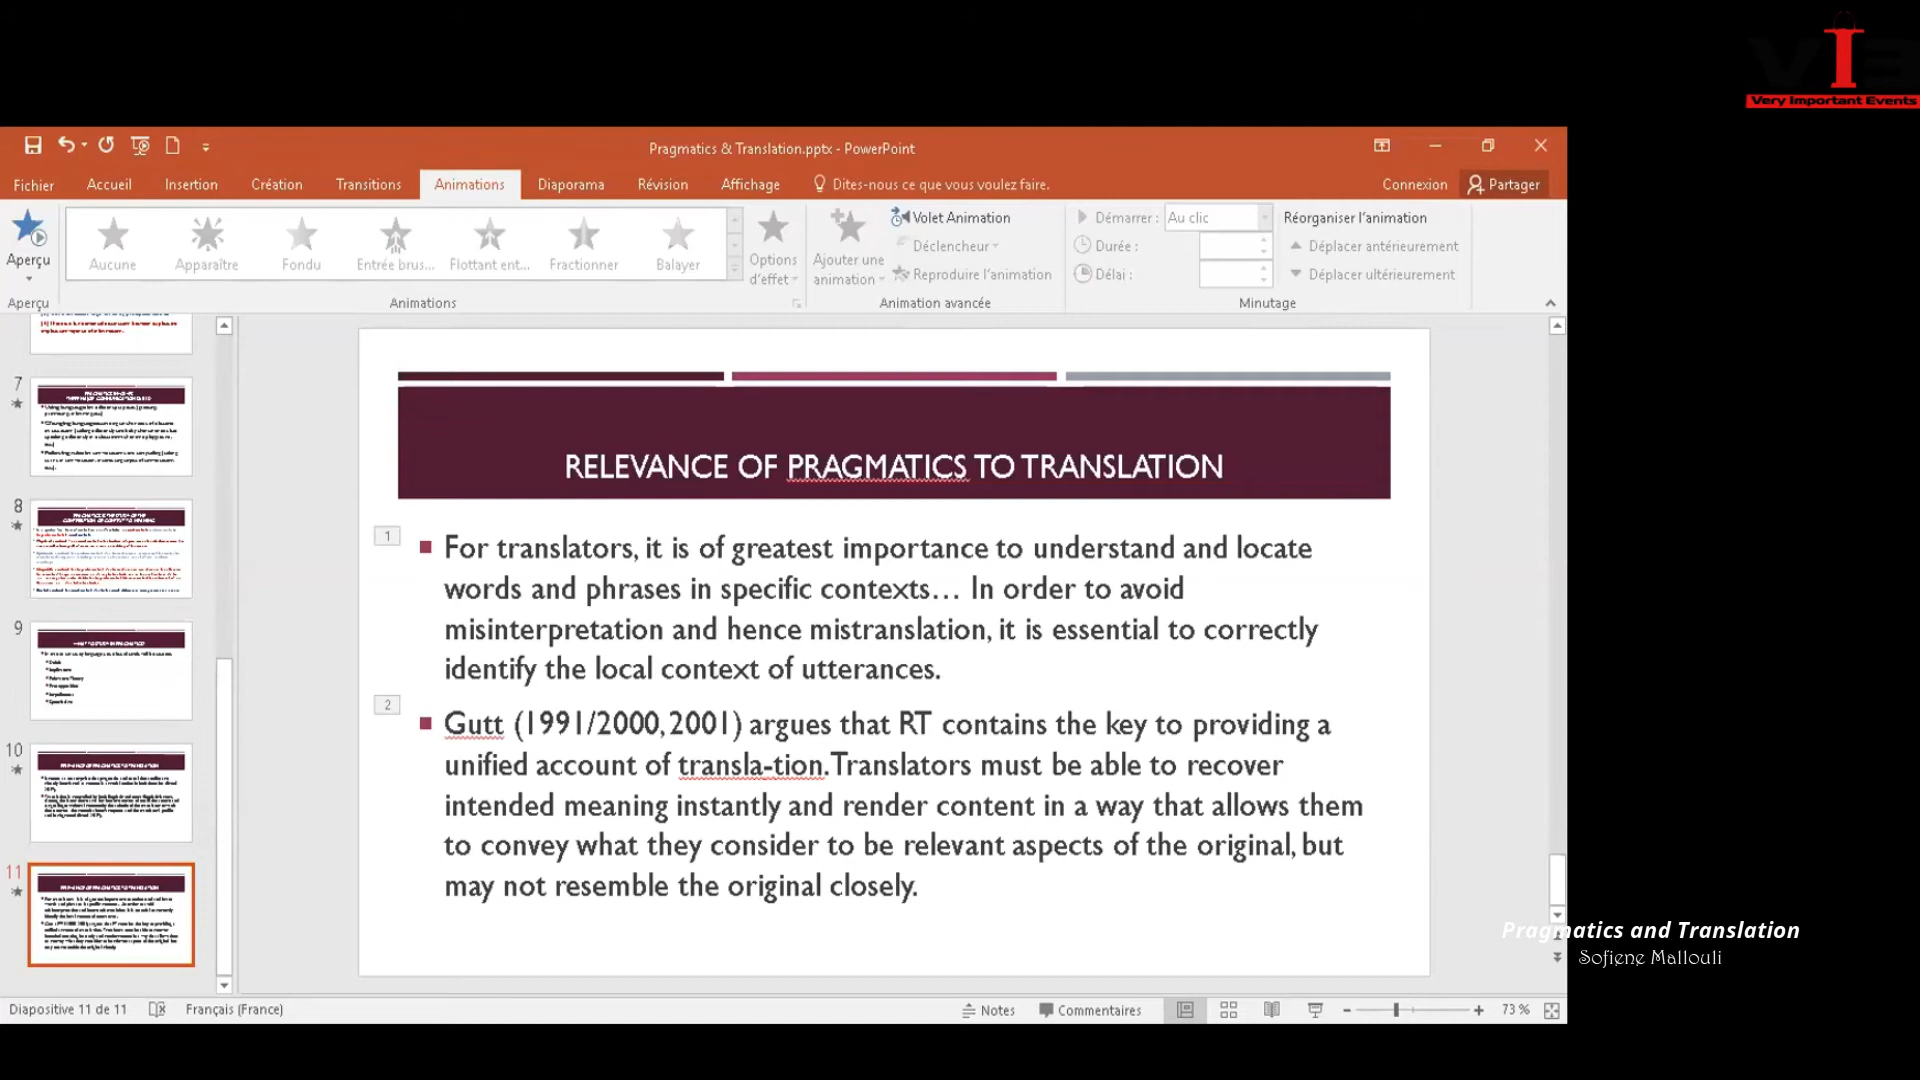 Very Important Events
Pragmatics & Translation.pptx - PowerPoint
Fichier Accueil Insertion Création Transitions Animations Diaporama Révision Affichage Dites-nous ce que vous voulez faire. Connexion Partager
Aperçu
Aucune Apparaître Fondu Entrée brus... Flottant ent... Fractionner Balayer
Options d'effet
Ajouter une animation
Volet Animation
Déclencheur
Reproduire l'animation
Démarrer : Au clic
Durée :
Délai :
Réorganiser l'animation
Déplacer antérieurement
Déplacer ultérieurement
Aperçu Animations Animation avancée Minutage
7
8
9
10
11
RELEVANCE OF PRAGMATICS TO TRANSLATION
1
For translators, it is of greatest importance to understand and locate
words and phrases in specific contexts… In order to avoid
misinterpretation and hence mistranslation, it is essential to correctly
identify the local context of utterances.
2
Gutt (1991/2000, 2001) argues that RT contains the key to providing a
unified account of transla-tion. Translators must be able to recover
intended meaning instantly and render content in a way that allows them
to convey what they consider to be relevant aspects of the original, but
may not resemble the original closely.
Pragmatics and Translation
Sofiene Mallouli
Diapositive 11 de 11 Français (France) Notes Commentaires 73 %